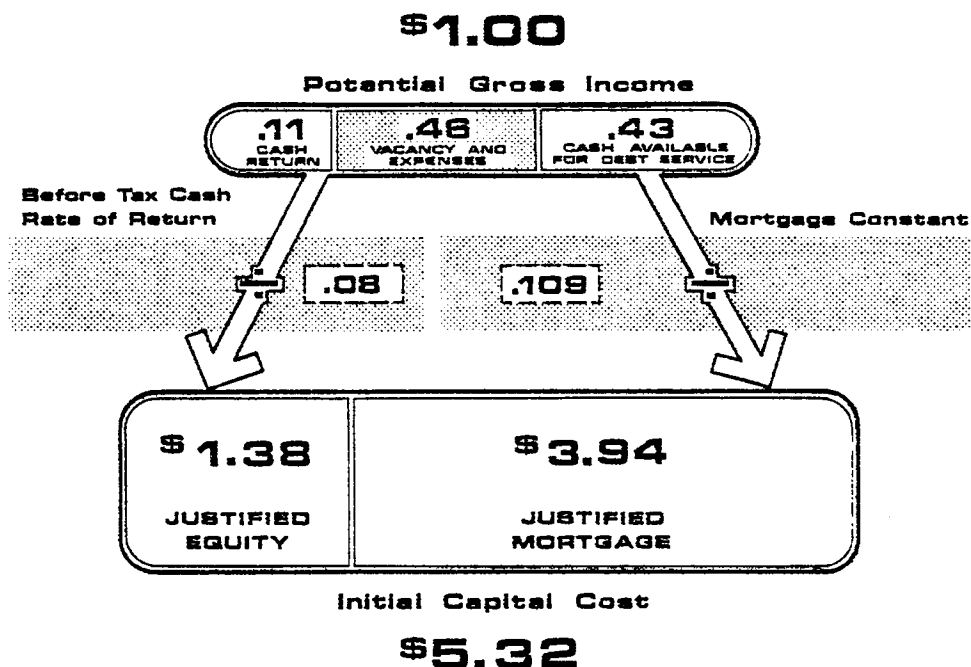 $1.00
Potential Gross Income
.11
CASH
RETURN
.46
VACANCY AND
EXPENSES
.43
CASH AVAILABLE
FOR DEBT SERVICE
Before Tax Cash
Rate of Return
Mortgage Constant
÷
.08
.109
÷
$1.38
JUSTIFIED
EQUITY
$3.94
JUSTIFIED
MORTGAGE
Initial Capital Cost
$5.32